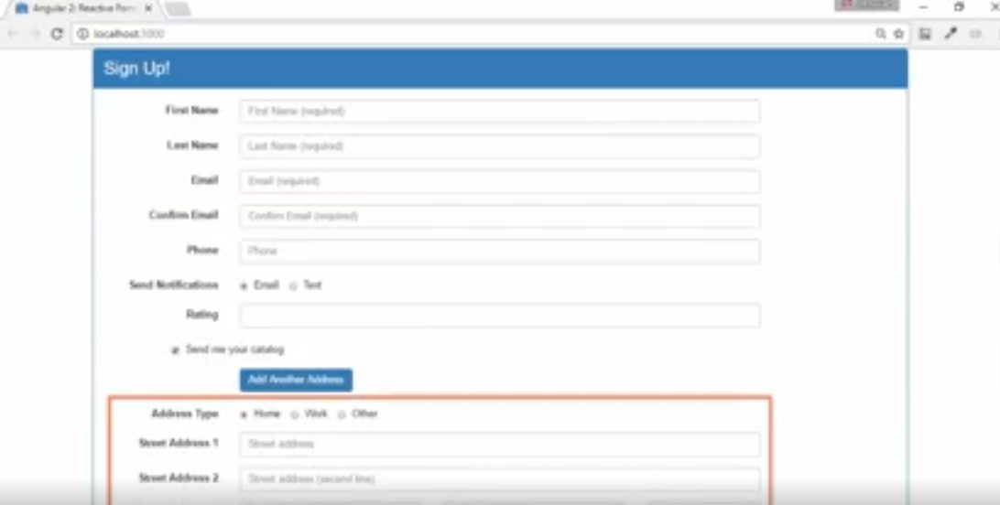 Angular 2: Reactive Form
localhost:3000
Sign Up!
First Name First Name (required)
Last Name Last Name (required)
Email Email (required)
Confirm Email Confirm Email (required)
Phone Phone
Send Notifications Email Text
Rating
Send me your catalog
Add Another Address
Address Type Home Work Other
Street Address 1 Street address
Street Address 2 Street address (second line)